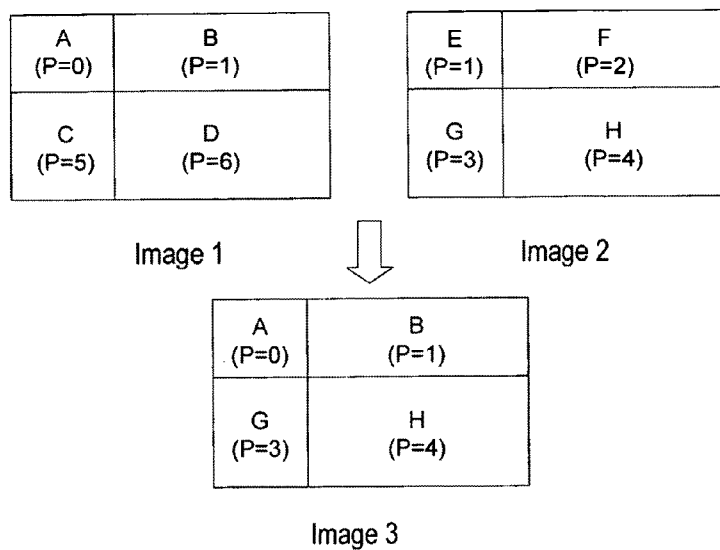 A
(P=0)
B
(P=1)
C
(P=5)
D
(P=6)
E
(P=1)
F
(P=2)
G
(P=3)
H
(P=4)
Image 1
Image 2
A
(P=0)
B
(P=1)
G
(P=3)
H
(P=4)
Image 3